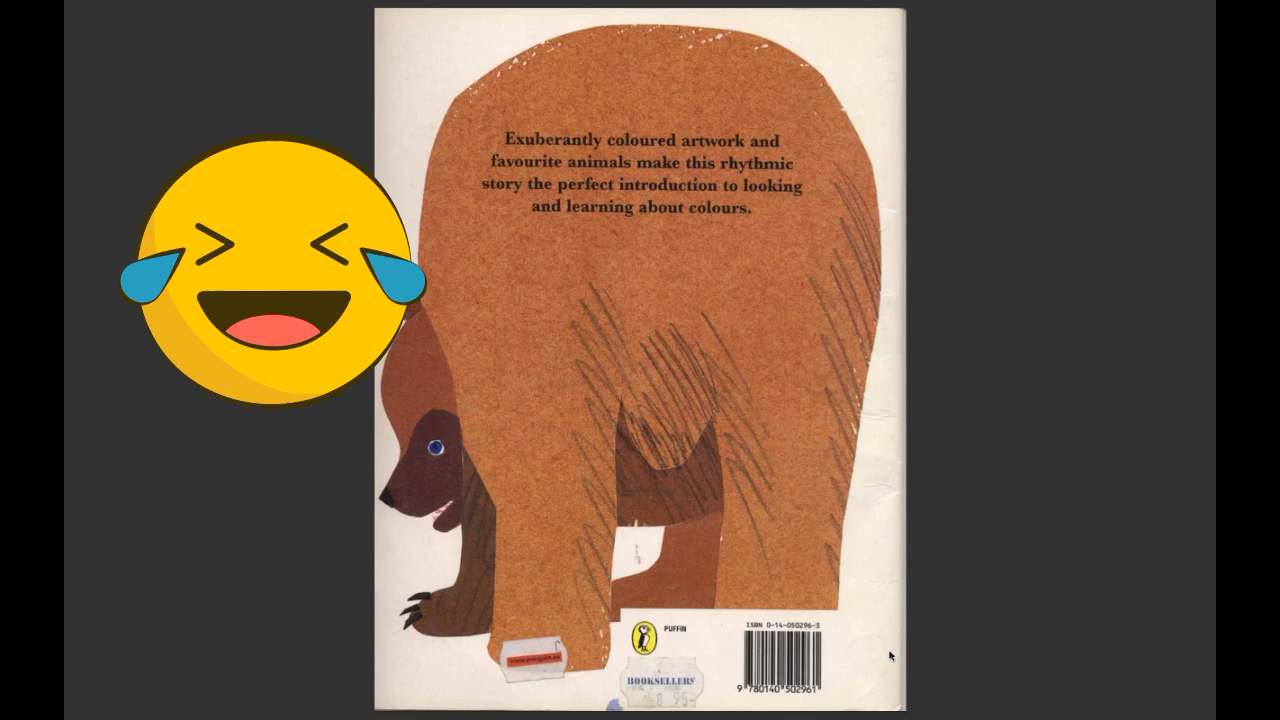 Exuberantly coloured artwork and
favourite animals make this rhythmic
story the perfect introduction to looking
and learning about colours.
PUFFIN
ISBN 0-14-050296-3
BOOKSELLERS
9 780140 502961